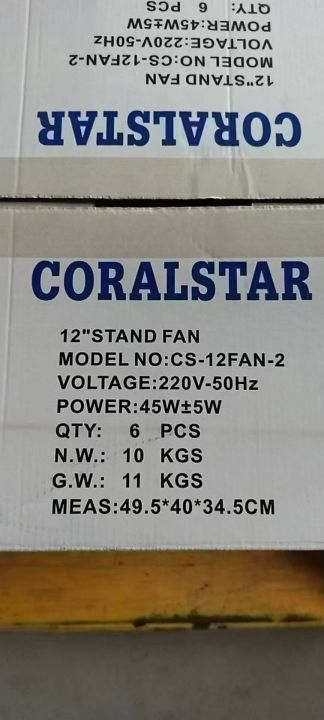 QTY: 6 PCS
POWER:45W±5W
VOLTAGE:220V-50Hz
MODEL NO:CS-12FAN-2
12"STAND FAN
CORALSTAR
CORALSTAR
12"STAND FAN
MODEL NO:CS-12FAN-2
VOLTAGE:220V-50Hz
POWER:45W±5W
QTY: 6 PCS
N.W.: 10 KGS
G.W.: 11 KGS
MEAS:49.5*40*34.5CM